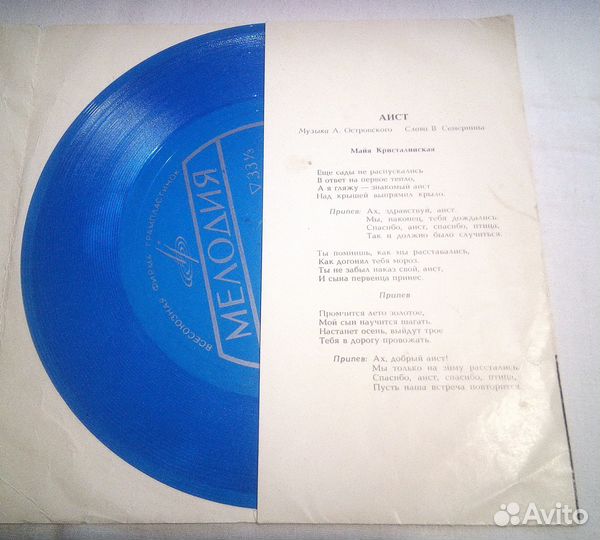 ВСЕСОЮЗНАЯ ФИРМА ГРАМПЛАСТИНОК
МЕЛОДИЯ
▽33⅓
АИСТ
Музыка А. Островского Слова В. Семернина
Майя Кристалинская
Еще сады не распускались
В ответ на первое тепло,
А я гляжу — знакомый аист
Над крышей выпрямил крыло.
Припев: Ах, здравствуй, аист.
Мы, наконец, тебя дождались.
Спасибо, аист, спасибо, птица,
Так и должно было случиться.
Ты помнишь, как мы расставались,
Как догонял тебя мороз.
Ты не забыл наказ свой, аист,
И сына первенца принес.
Припев
Промчится лето золотое,
Мой сын научится шагать.
Настанет осень, выйдут трое
Тебя в дорогу провожать.
Припев: Ах, добрый аист!
Мы только на зиму расстались.
Спасибо, аист, спасибо, птица,
Пусть наша встреча повторится.
Avito